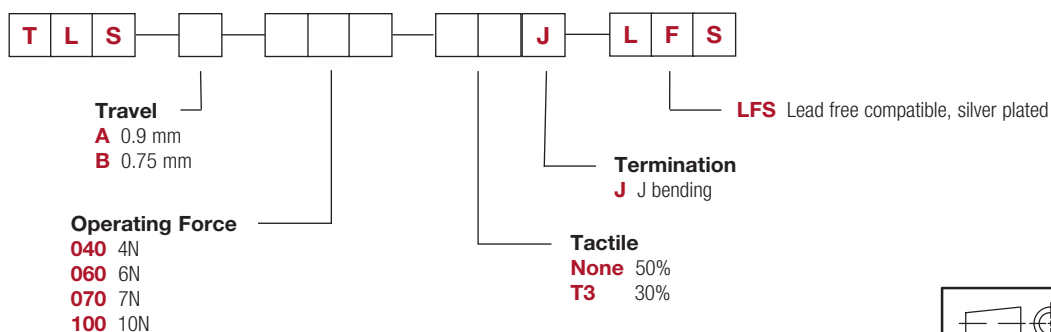 T L S J L F S
Travel
A 0.9 mm
B 0.75 mm
LFS Lead free compatible, silver plated
Termination
J J bending
Operating Force
040 4N
060 6N
070 7N
100 10N
Tactile
None 50%
T3 30%